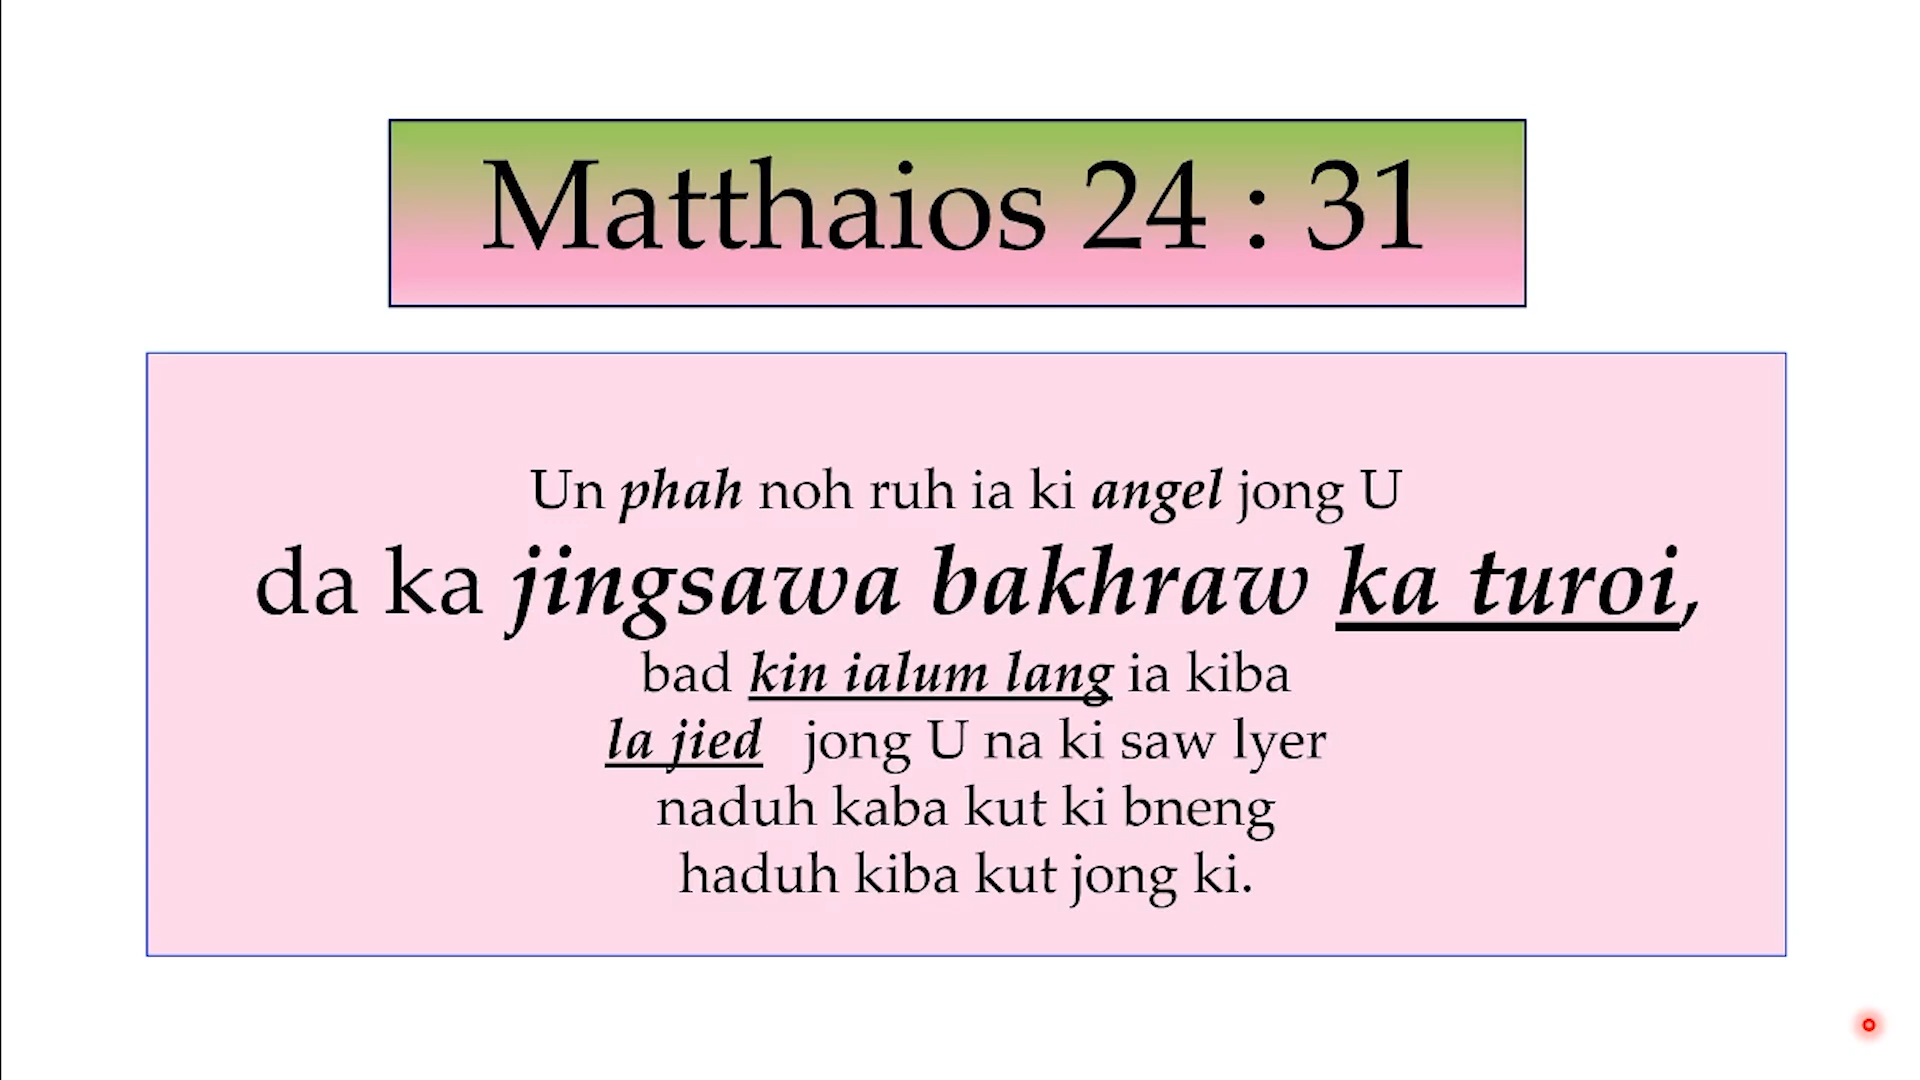 Matthaios 24 : 31
Un phah noh ruh ia ki angel jong U
da ka jingsawa bakhraw ka turoi,
bad kin ialum lang ia kiba
la jied jong U na ki saw lyer
naduh kaba kut ki bneng
haduh kiba kut jong ki.